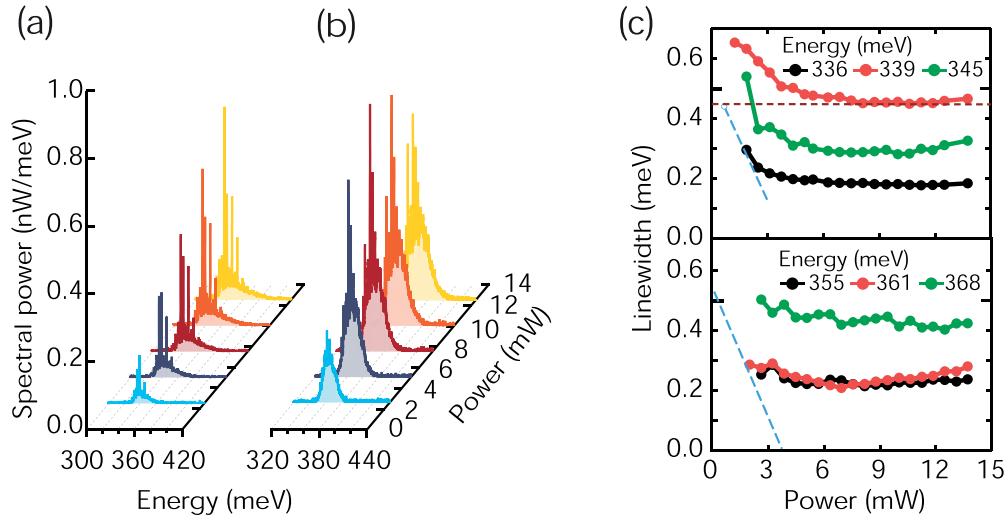 (a)
(b)
(c)
Spectral power (nW/meV)
1.0
0.8
0.6
0.4
0.2
0.0
300 360 420
320 380 440
Energy (meV)
0 2 4 6 8 10 12 14
Power (mW)
Linewidth (meV)
0.6
0.4
0.2
0.0
Energy (meV)
336 339 345
0.6
0.4
0.2
0.0
Energy (meV)
355 361 368
0 3 6 9 12 15
Power (mW)